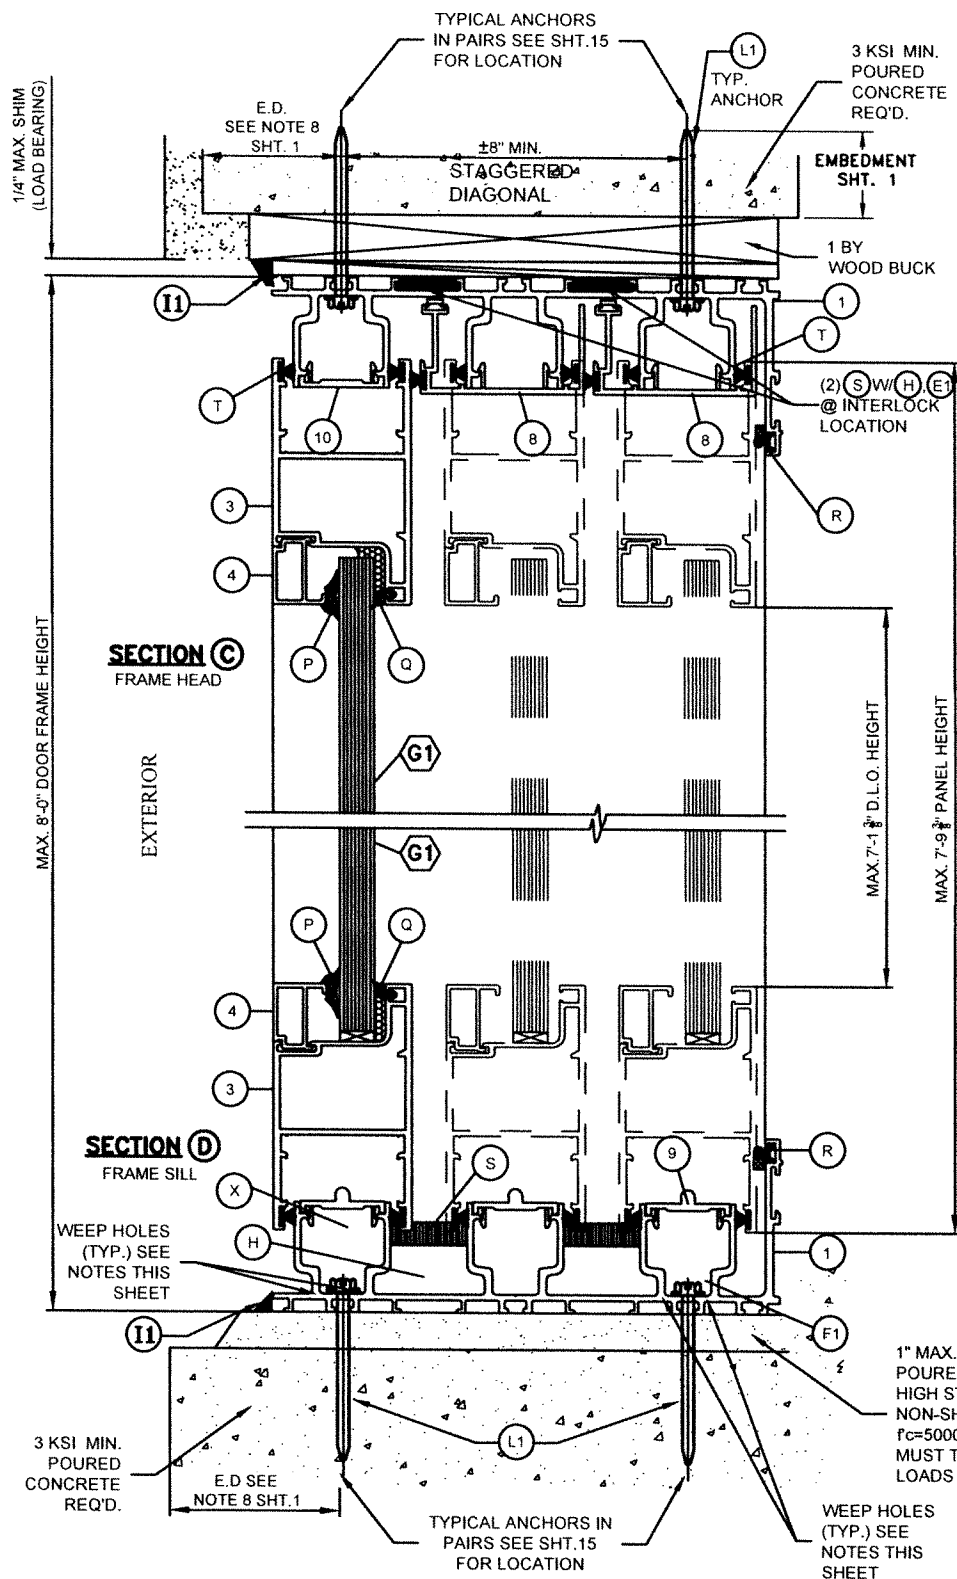 TYPICAL ANCHORS
IN PAIRS SEE SHT.15
FOR LOCATION
L1
TYP.
ANCHOR
3 KSI MIN.
POURED
CONCRETE
REQ'D.
1/4" MAX. SHIM
(LOAD BEARING)
E.D.
SEE NOTE 8
SHT. 1
±8" MIN.
STAGGERED
DIAGONAL
EMBEDMENT
SHT. 1
1 BY
WOOD BUCK
I1
1
T
T
(2) S W/ H, E1
@ INTERLOCK
LOCATION
10
8
8
3
R
4
SECTION C
FRAME HEAD
P
Q
G1
MAX. 8'-0" DOOR FRAME HEIGHT
EXTERIOR
MAX.7'-1 3/8" D.L.O. HEIGHT
MAX. 7'-9 3/8" PANEL HEIGHT
G1
P
Q
4
3
SECTION D
FRAME SILL
S
9
R
X
H
WEEP HOLES
(TYP.) SEE
NOTES THIS
SHEET
1
I1
F1
1" MAX.
POURE
HIGH ST
NON-SH
f'c=5000
MUST T
LOADS
L1
3 KSI MIN.
POURED
CONCRETE
REQ'D.
E.D SEE
NOTE 8 SHT.1
TYPICAL ANCHORS IN
PAIRS SEE SHT.15
FOR LOCATION
WEEP HOLES
(TYP.) SEE
NOTES THIS
SHEET